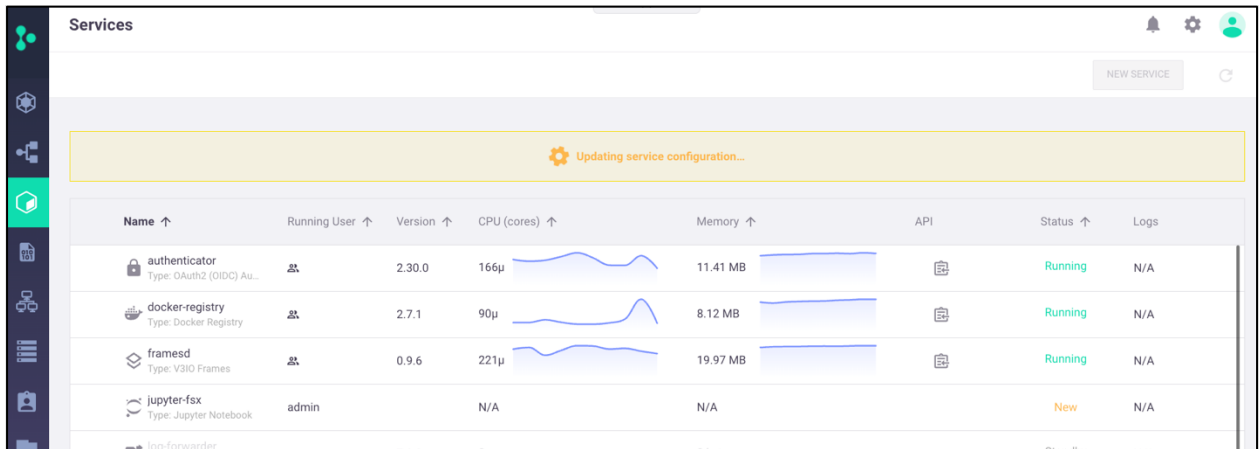 Services
NEW SERVICE
Updating service configuration...
Name Running User Version CPU (cores) Memory API Status Logs
authenticator
Type: OAuth2 (OIDC) Au...
2.30.0 166µ 11.41 MB Running N/A
docker-registry
Type: Docker Registry
2.7.1 90µ 8.12 MB Running N/A
framesd
Type: V3IO Frames
0.9.6 221µ 19.97 MB Running N/A
jupyter-fsx
Type: Jupyter Notebook
admin N/A N/A New N/A
log-forwarder